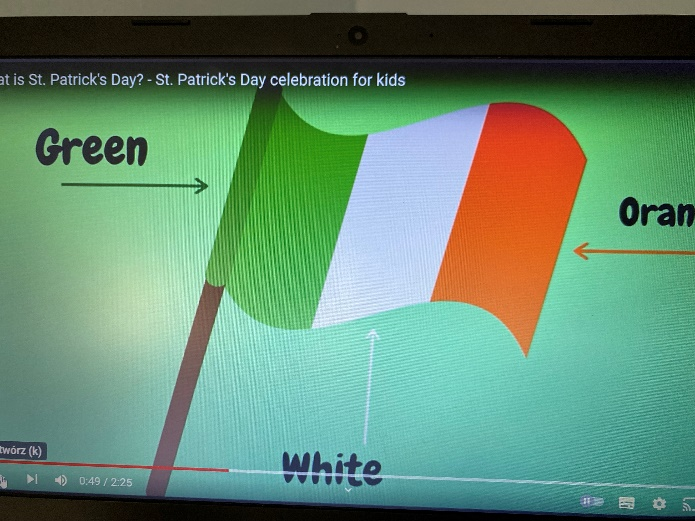 at is St. Patrick's Day? - St. Patrick's Day celebration for kids
Green
Oran
White
twórz (k)
0:49 / 2:25